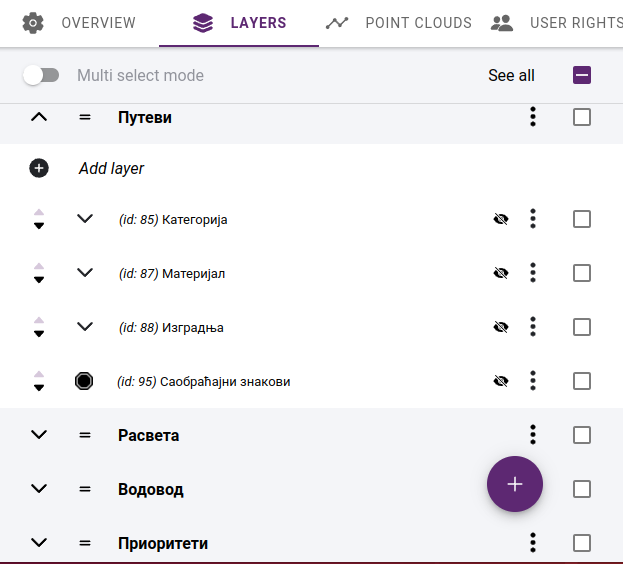 OVERVIEW LAYERS POINT CLOUDS USER RIGHTS
Multi select mode See all
Путеви
Add layer
(id: 85) Категорија
(id: 87) Материјал
(id: 88) Изградња
(id: 95) Саобраћајни знакови
Расвета
Водовод
Приоритети